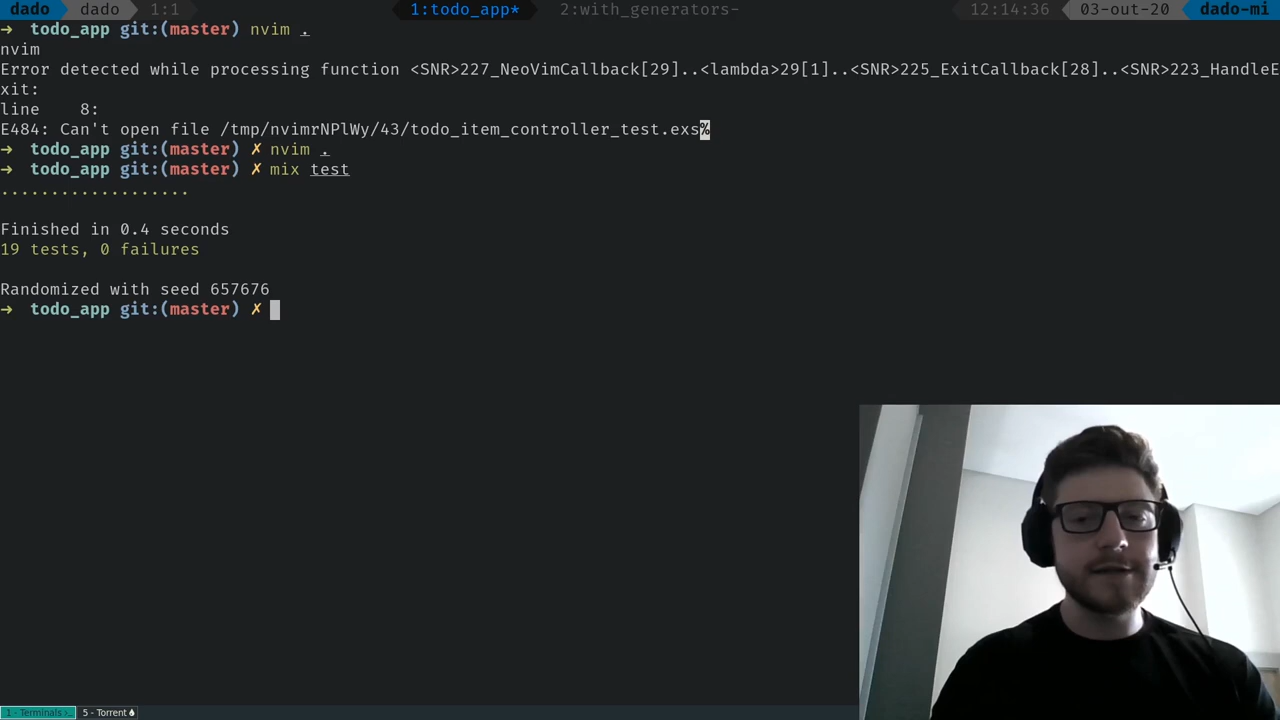 dado dado 1:1 1:todo_app* 2:with_generators- 12:14:36 03-out-20 dado-mi
→ todo_app git:(master) nvim .
nvim
Error detected while processing function <SNR>227_NeoVimCallback[29]..<lambda>29[1]..<SNR>225_ExitCallback[28]..<SNR>223_HandleE
xit:
line    8:
E484: Can't open file /tmp/nvimrNPlWy/43/todo_item_controller_test.exs%
→ todo_app git:(master) ✗ nvim .
→ todo_app git:(master) ✗ mix test
...................
Finished in 0.4 seconds
19 tests, 0 failures
Randomized with seed 657676
→ todo_app git:(master) ✗
1 - Terminals >_ 5 - Torrent